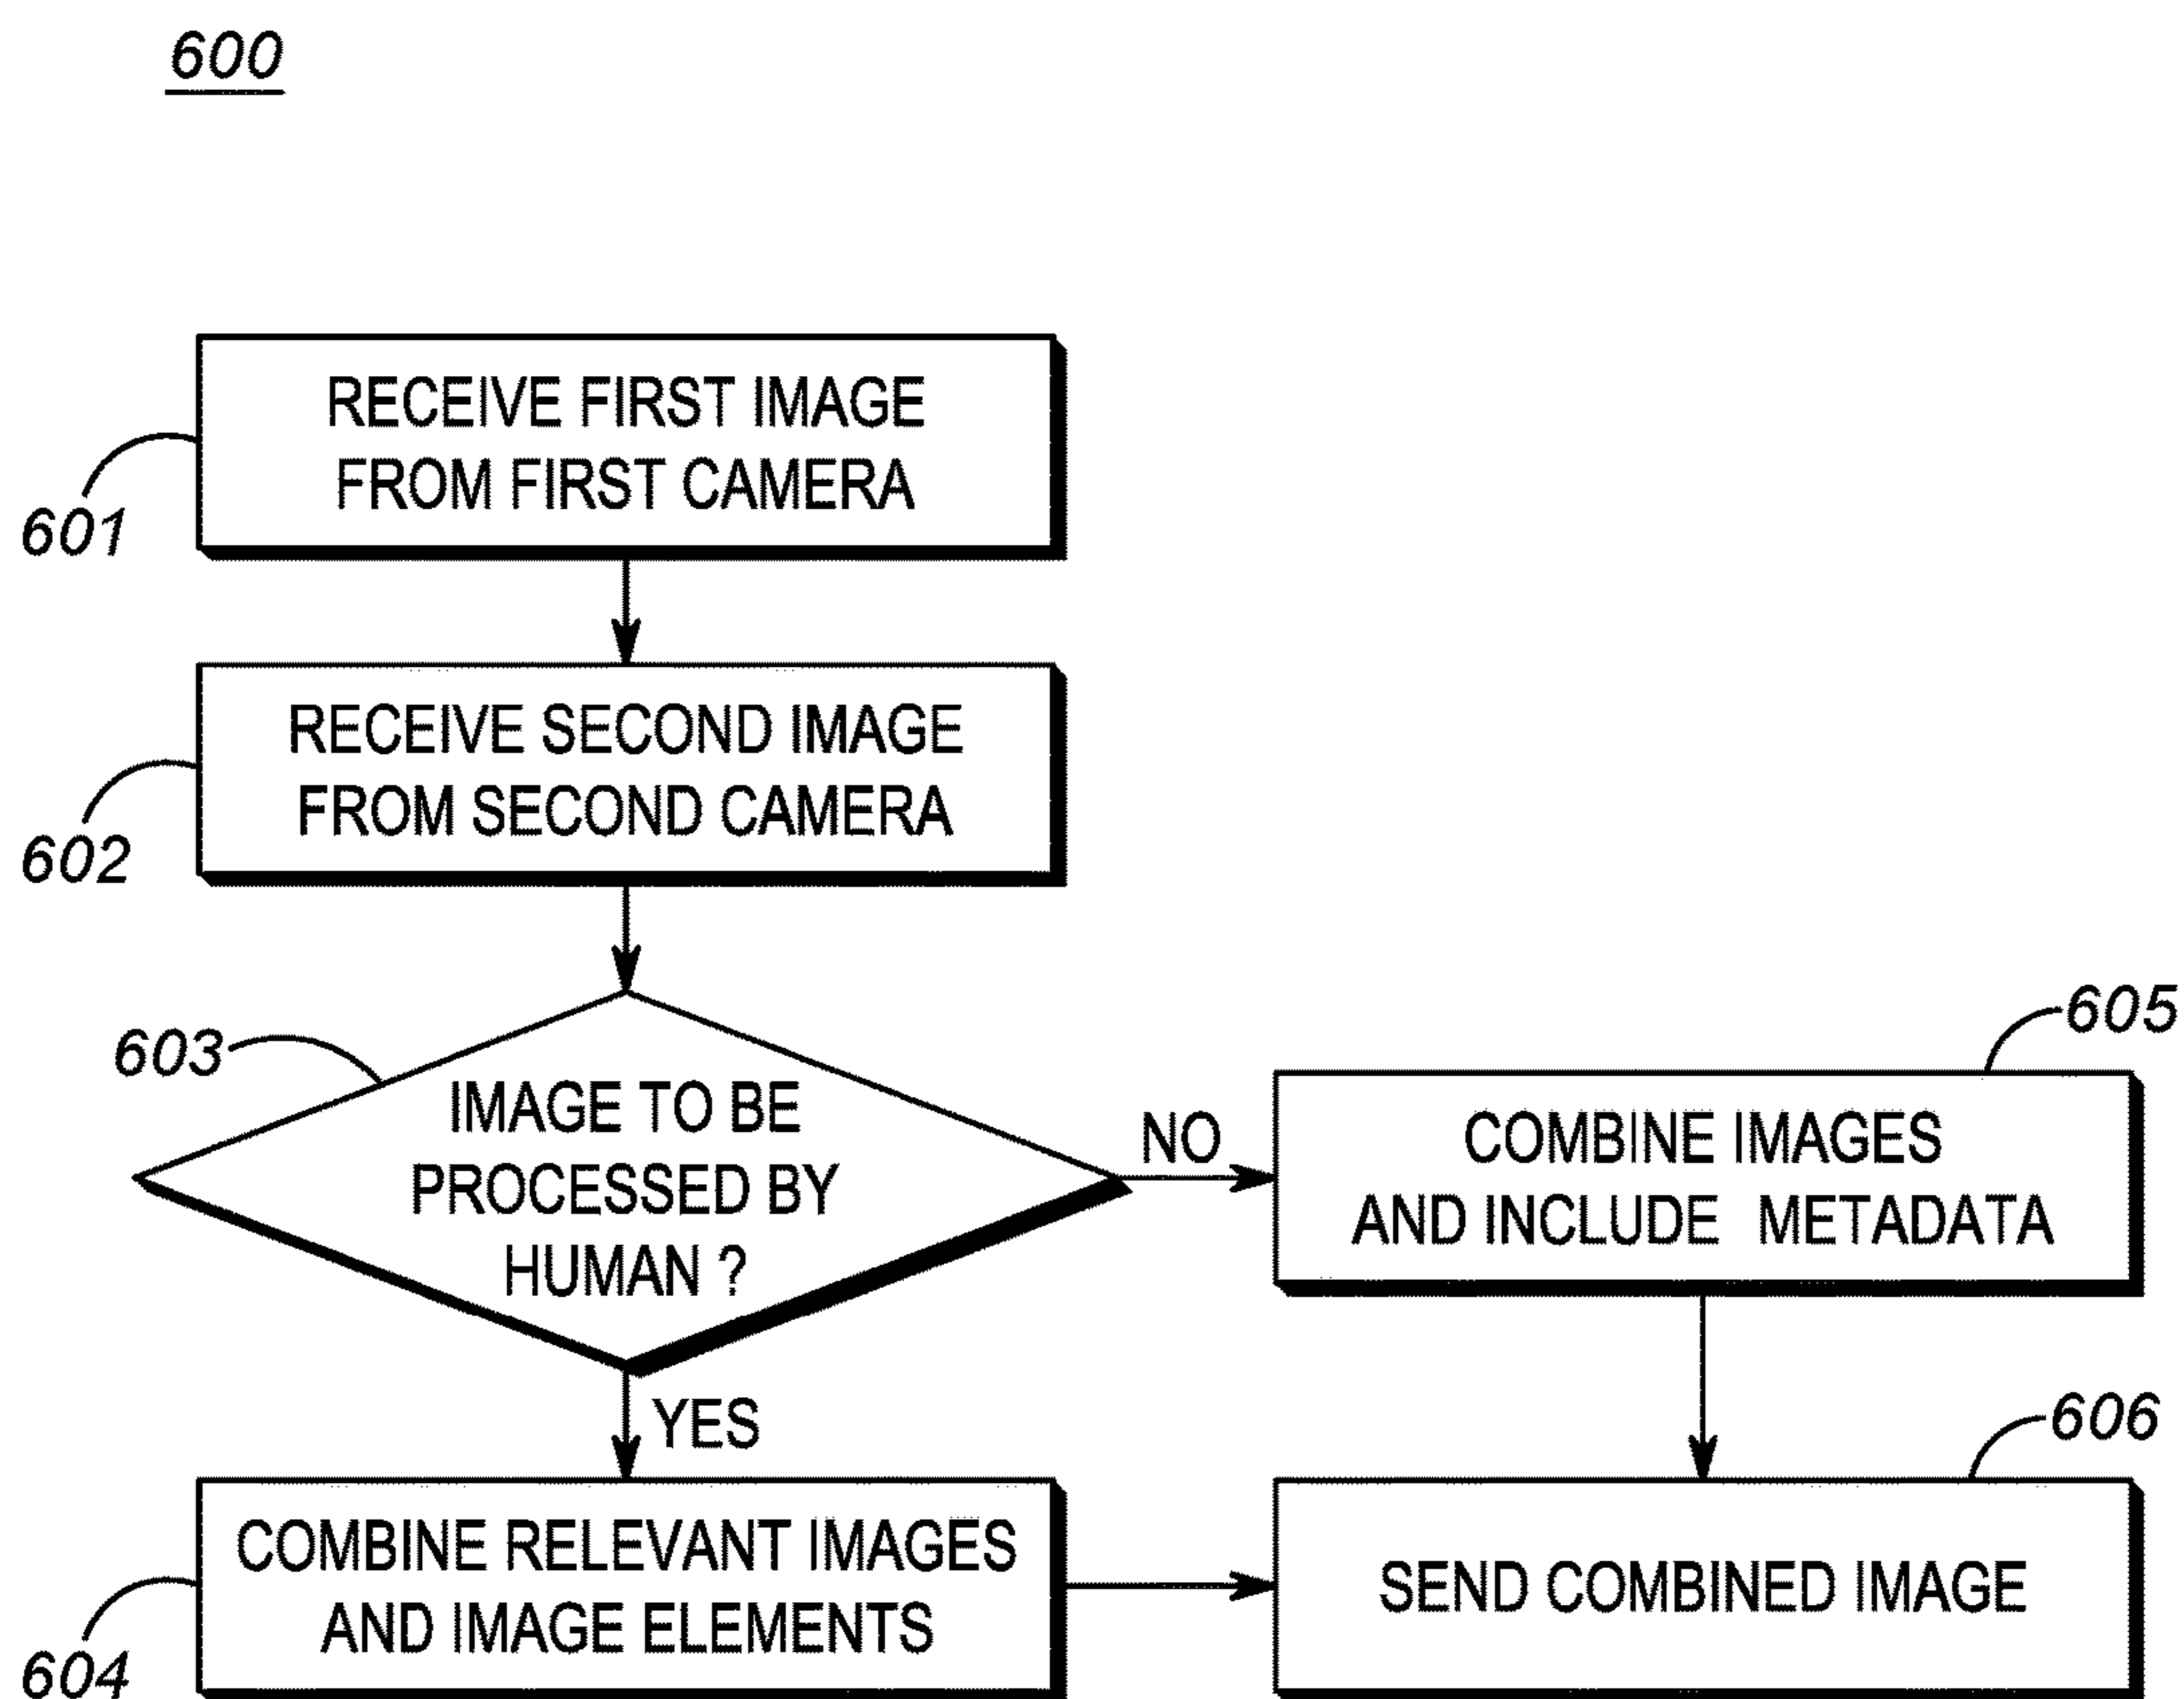 600
RECEIVE FIRST IMAGE
FROM FIRST CAMERA
601
RECEIVE SECOND IMAGE
FROM SECOND CAMERA
602
603
IMAGE TO BE
PROCESSED BY
HUMAN ?
NO
605
COMBINE IMAGES
AND INCLUDE METADATA
YES
606
COMBINE RELEVANT IMAGES
AND IMAGE ELEMENTS
604
SEND COMBINED IMAGE